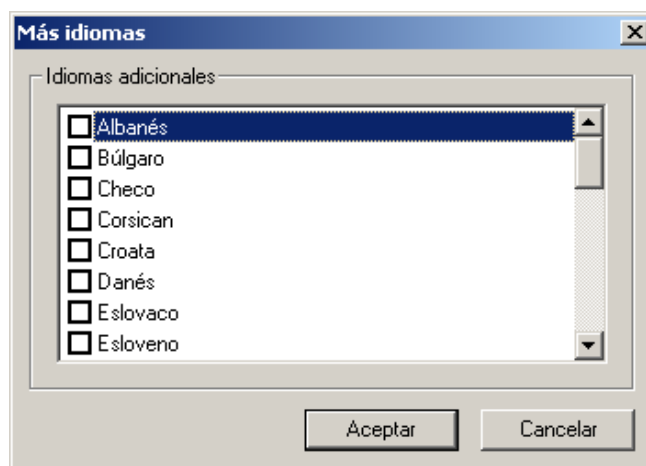 Más idiomas
Idiomas adicionales
Albanés
Búlgaro
Checo
Corsican
Croata
Danés
Eslovaco
Esloveno
Aceptar Cancelar